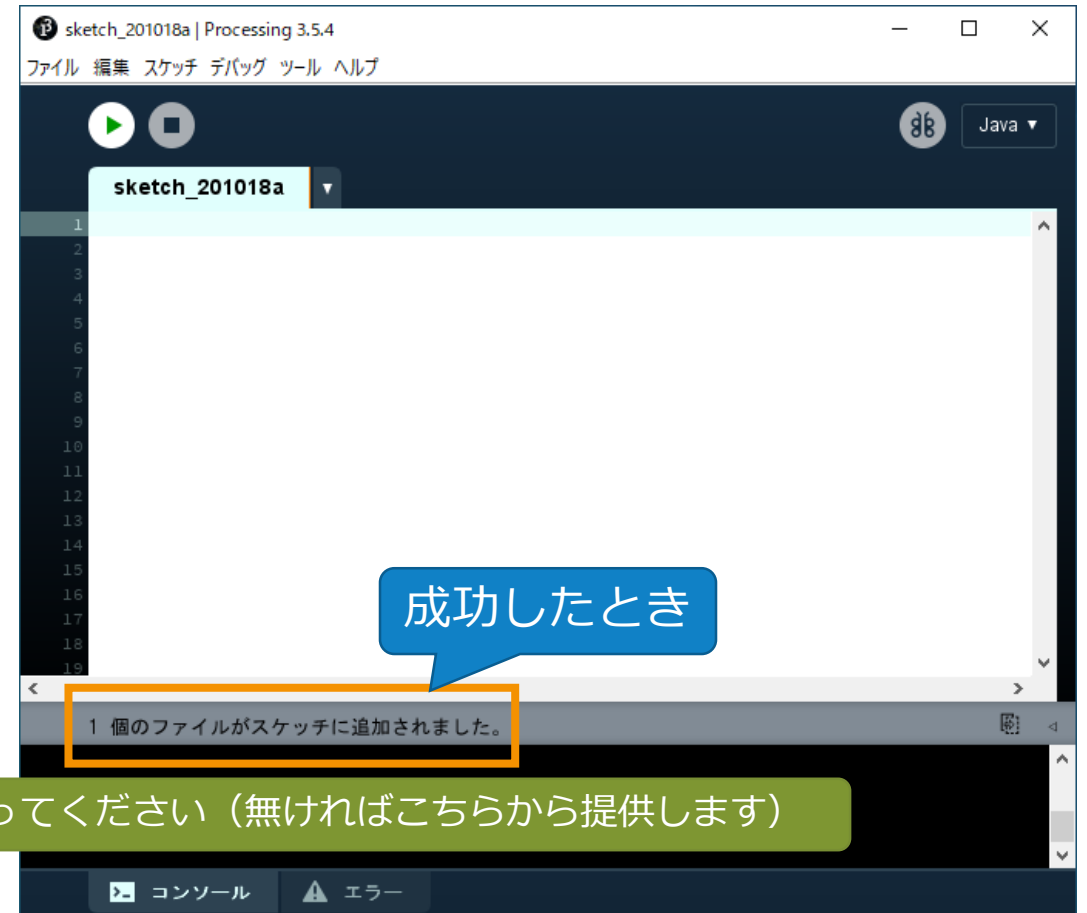 sketch_201018a | Processing 3.5.4
ファイル 編集 スケッチ デバッグ ツール ヘルプ
Java ▼
sketch_201018a ▼
1
2
3
4
5
6
7
8
9
10
11
12
13
14
15
16
17
18
19
成功したとき
1 個のファイルがスケッチに追加されました。
ってください（無ければこちらから提供します）
コンソール エラー